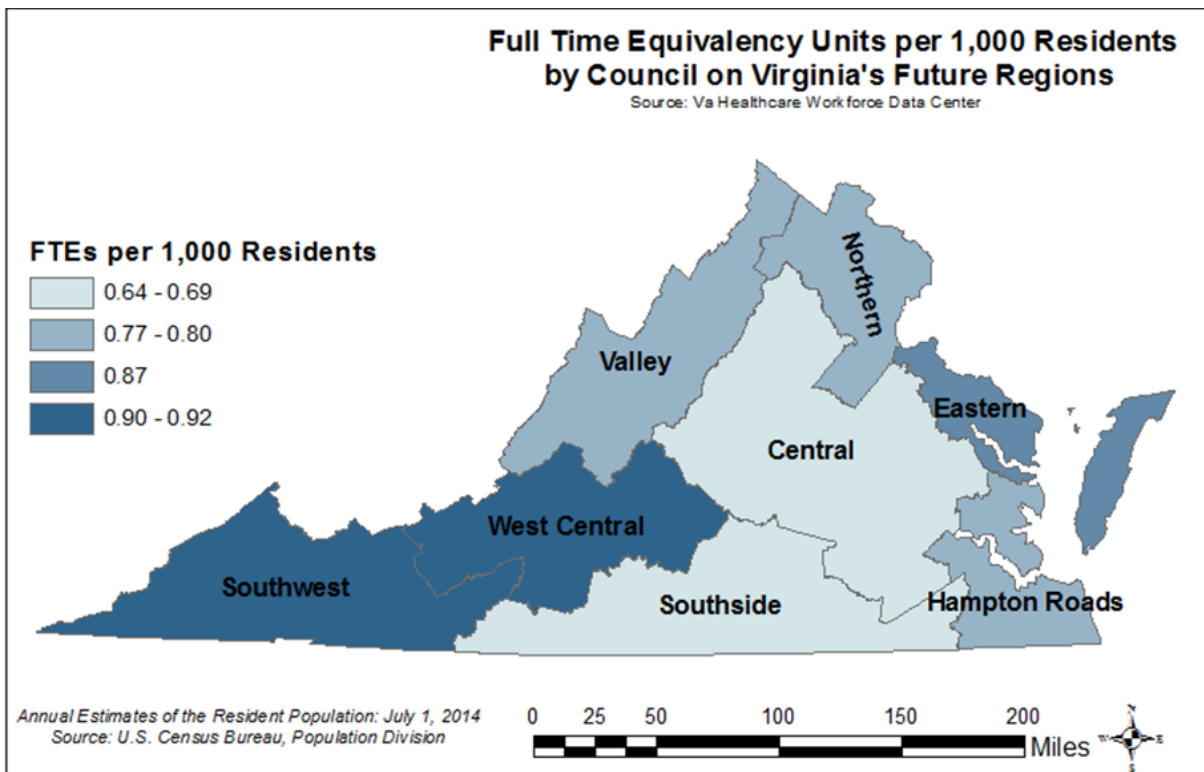 Full Time Equivalency Units per 1,000 Residents
by Council on Virginia's Future Regions
Source: Va Healthcare Workforce Data Center
FTEs per 1,000 Residents
0.64 - 0.69
0.77 - 0.80
0.87
0.90 - 0.92
Northern
Valley
Eastern
Central
West Central
Southwest
Southside
Hampton Roads
Annual Estimates of the Resident Population: July 1, 2014
Source: U.S. Census Bureau, Population Division
0 25 50 100 150 200
Miles
N
W E
S